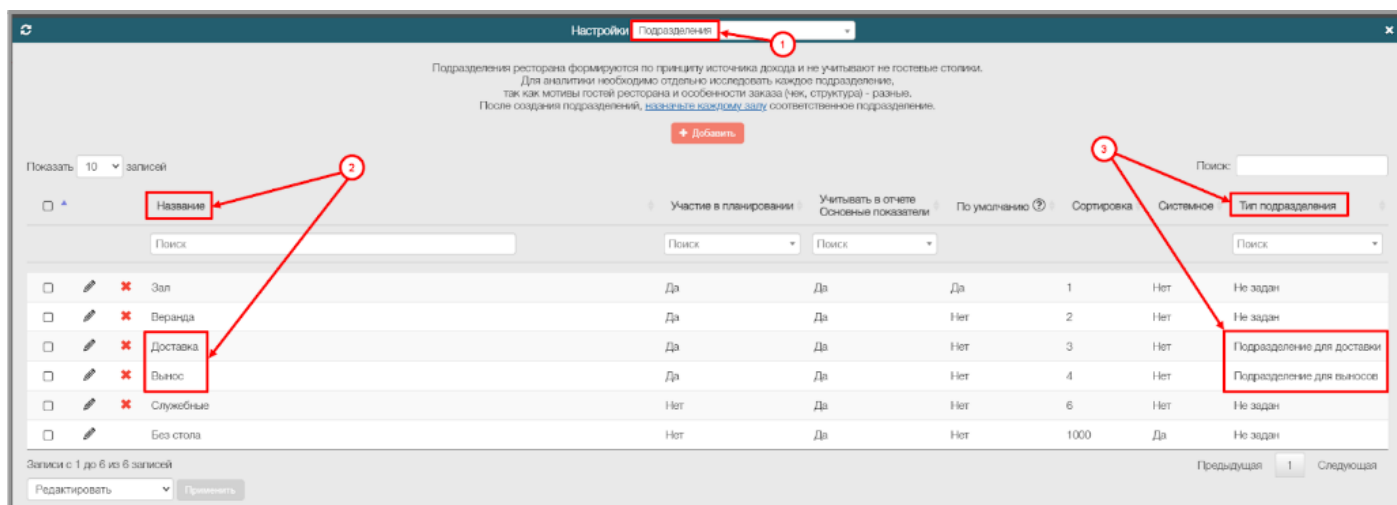 Настройки Подразделения
1
Подразделения ресторана формируются по принципу источника дохода и не учитывают не гостевые столики.
Для аналитики необходимо отдельно исследовать каждое подразделение,
так как мотивы гостей ресторана и особенности заказа (чек, структура) - разные.
После создания подразделений, назначьте каждому залу соответственное подразделение.
+ Добавить
Показать 10 записей
2
3
Поиск:
Название Участие в планировании Учитывать в отчете Основные показатели По умолчанию ? Сортировка Системное Тип подразделения
Поиск Поиск Поиск Поиск
Зал Да Да Да 1 Нет Не задан
Веранда Да Да Нет 2 Нет Не задан
Доставка Да Да Нет 3 Нет Подразделение для доставки
Вынос Да Да Нет 4 Нет Подразделение для выносов
Служебные Нет Да Нет 6 Нет Не задан
Без стола Нет Да Нет 1000 Да Не задан
Записи с 1 до 6 из 6 записей
Предыдущая 1 Следующая
Редактировать Применить